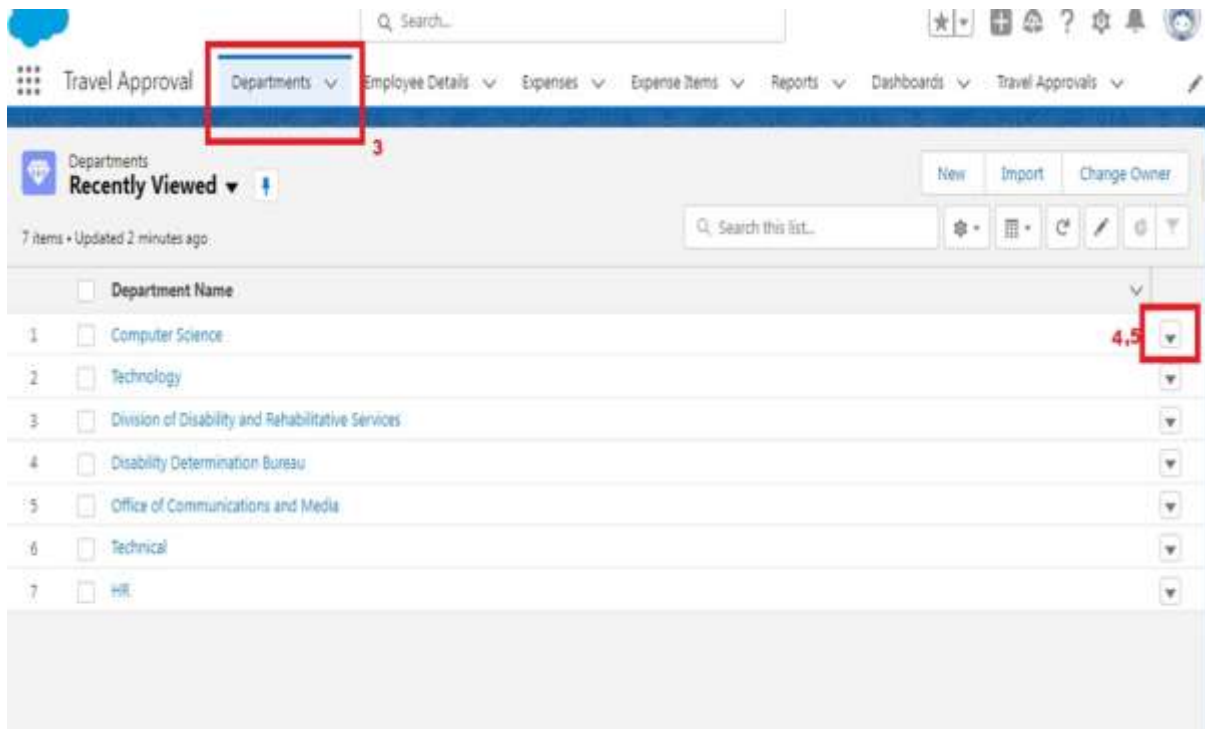 Search...
Travel Approval Departments Employee Details Expenses Expense Items Reports Dashboards Travel Approvals
3
Departments
Recently Viewed
New Import Change Owner
7 items • Updated 2 minutes ago
Search this list...
Department Name
1 Computer Science
4,5
2 Technology
3 Division of Disability and Rehabilitative Services
4 Disability Determination Bureau
5 Office of Communications and Media
6 Technical
7 HR